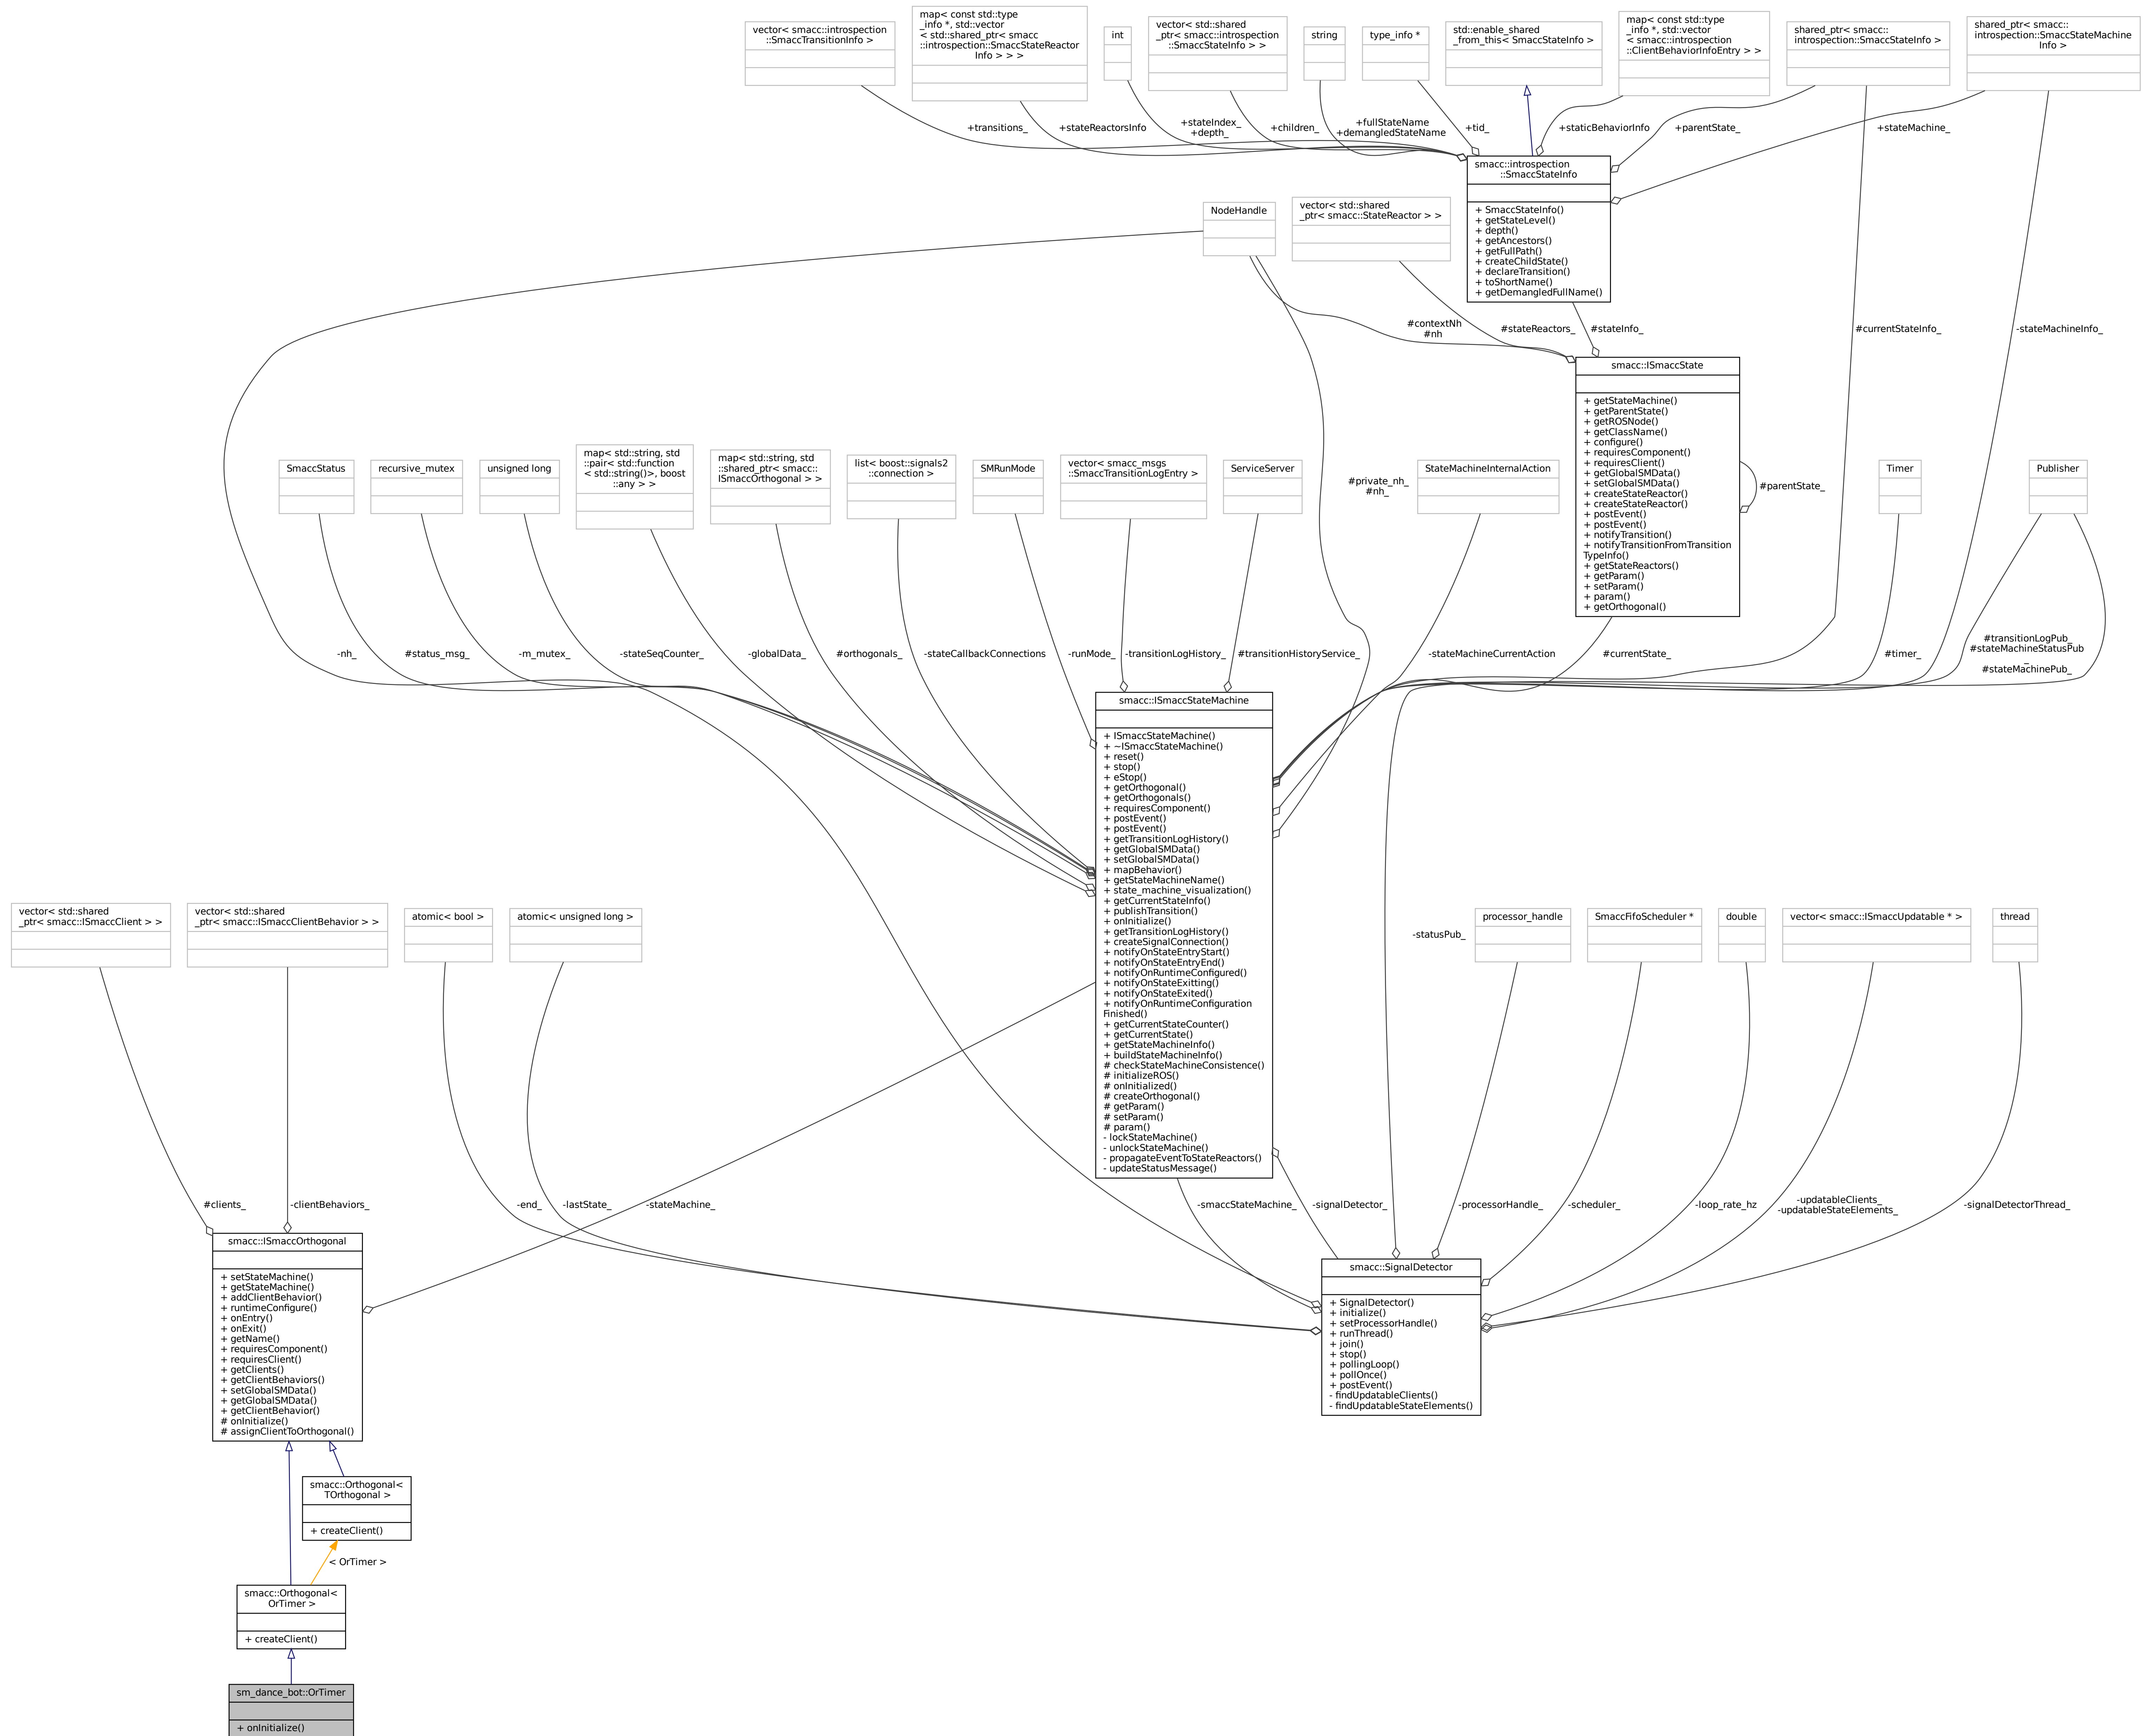 vector< smacc::introspection
::SmaccTransitionInfo >
map< const std::type
_info *, std::vector
< std::shared_ptr< smacc
::introspection::SmaccStateReactor
Info > > >
int
vector< std::shared
_ptr< smacc::introspection
::SmaccStateInfo > >
string
type_info *
std::enable_shared
_from_this< SmaccStateInfo >
map< const std::type
_info *, std::vector
< smacc::introspection
::ClientBehaviorInfoEntry > >
shared_ptr< smacc::
introspection::SmaccStateInfo >
shared_ptr< smacc::
introspection::SmaccStateMachine
Info >
+transitions_
+stateReactorsInfo
+stateIndex_
+depth_
+children_
+fullStateName
+demangledStateName
+tid_
+staticBehaviorInfo
+parentState_
+stateMachine_
smacc::introspection
::SmaccStateInfo
+ SmaccStateInfo()
+ getStateLevel()
+ depth()
+ getAncestors()
+ getFullPath()
+ createChildState()
+ declareTransition()
+ toShortName()
+ getDemangledFullName()
NodeHandle
vector< std::shared
_ptr< smacc::StateReactor > >
#contextNh
#nh
#stateReactors_
#stateInfo_
#currentStateInfo_
-stateMachineInfo_
smacc::ISmaccState
+ getStateMachine()
+ getParentState()
+ getROSNode()
+ getClassName()
+ configure()
+ requiresComponent()
+ requiresClient()
+ getGlobalSMData()
+ setGlobalSMData()
+ createStateReactor()
+ createStateReactor()
+ postEvent()
+ postEvent()
+ notifyTransition()
+ notifyTransitionFromTransition
TypeInfo()
+ getStateReactors()
+ getParam()
+ setParam()
+ param()
+ getOrthogonal()
#parentState_
SmaccStatus
recursive_mutex
unsigned long
map< std::string, std
::pair< std::function
< std::string()>, boost
::any > >
map< std::string, std
::shared_ptr< smacc::
ISmaccOrthogonal > >
list< boost::signals2
::connection >
SMRunMode
vector< smacc_msgs
::SmaccTransitionLogEntry >
ServiceServer
#private_nh_
#nh_
StateMachineInternalAction
Timer
Publisher
-nh_
#status_msg_
-m_mutex_
-stateSeqCounter_
-globalData_
#orthogonals_
-stateCallbackConnections
-runMode_
-transitionLogHistory_
#transitionHistoryService_
-stateMachineCurrentAction
#currentState_
#timer_
#transitionLogPub_
#stateMachineStatusPub
_
#stateMachinePub_
smacc::ISmaccStateMachine
+ ISmaccStateMachine()
+ ~ISmaccStateMachine()
+ reset()
+ stop()
+ eStop()
+ getOrthogonal()
+ getOrthogonals()
+ requiresComponent()
+ postEvent()
+ postEvent()
+ getTransitionLogHistory()
+ getGlobalSMData()
+ setGlobalSMData()
+ mapBehavior()
+ getStateMachineName()
+ state_machine_visualization()
+ getCurrentStateInfo()
+ publishTransition()
+ onInitialize()
+ getTransitionLogHistory()
+ createSignalConnection()
+ notifyOnStateEntryStart()
+ notifyOnStateEntryEnd()
+ notifyOnRuntimeConfigured()
+ notifyOnStateExitting()
+ notifyOnStateExited()
+ notifyOnRuntimeConfiguration
Finished()
+ getCurrentStateCounter()
+ getCurrentState()
+ getStateMachineInfo()
+ buildStateMachineInfo()
# checkStateMachineConsistence()
# initializeROS()
# onInitialized()
# createOrthogonal()
# getParam()
# setParam()
# param()
- lockStateMachine()
- unlockStateMachine()
- propagateEventToStateReactors()
- updateStatusMessage()
vector< std::shared
_ptr< smacc::ISmaccClient > >
vector< std::shared
_ptr< smacc::ISmaccClientBehavior > >
atomic< bool >
atomic< unsigned long >
-statusPub_
processor_handle
SmaccFifoScheduler *
double
vector< smacc::ISmaccUpdatable * >
thread
#clients_
-clientBehaviors_
-end_
-lastState_
-stateMachine_
-smaccStateMachine_
-signalDetector_
-processorHandle_
-scheduler_
-loop_rate_hz
-updatableClients_
-updatableStateElements_
-signalDetectorThread_
smacc::ISmaccOrthogonal
+ setStateMachine()
+ getStateMachine()
+ addClientBehavior()
+ runtimeConfigure()
+ onEntry()
+ onExit()
+ getName()
+ requiresComponent()
+ requiresClient()
+ getClients()
+ getClientBehaviors()
+ setGlobalSMData()
+ getGlobalSMData()
+ getClientBehavior()
# onInitialize()
# assignClientToOrthogonal()
smacc::SignalDetector
+ SignalDetector()
+ initialize()
+ setProcessorHandle()
+ runThread()
+ join()
+ stop()
+ pollingLoop()
+ pollOnce()
+ postEvent()
- findUpdatableClients()
- findUpdatableStateElements()
smacc::Orthogonal<
TOrthogonal >
+ createClient()
< OrTimer >
smacc::Orthogonal<
OrTimer >
+ createClient()
sm_dance_bot::OrTimer
+ onInitialize()